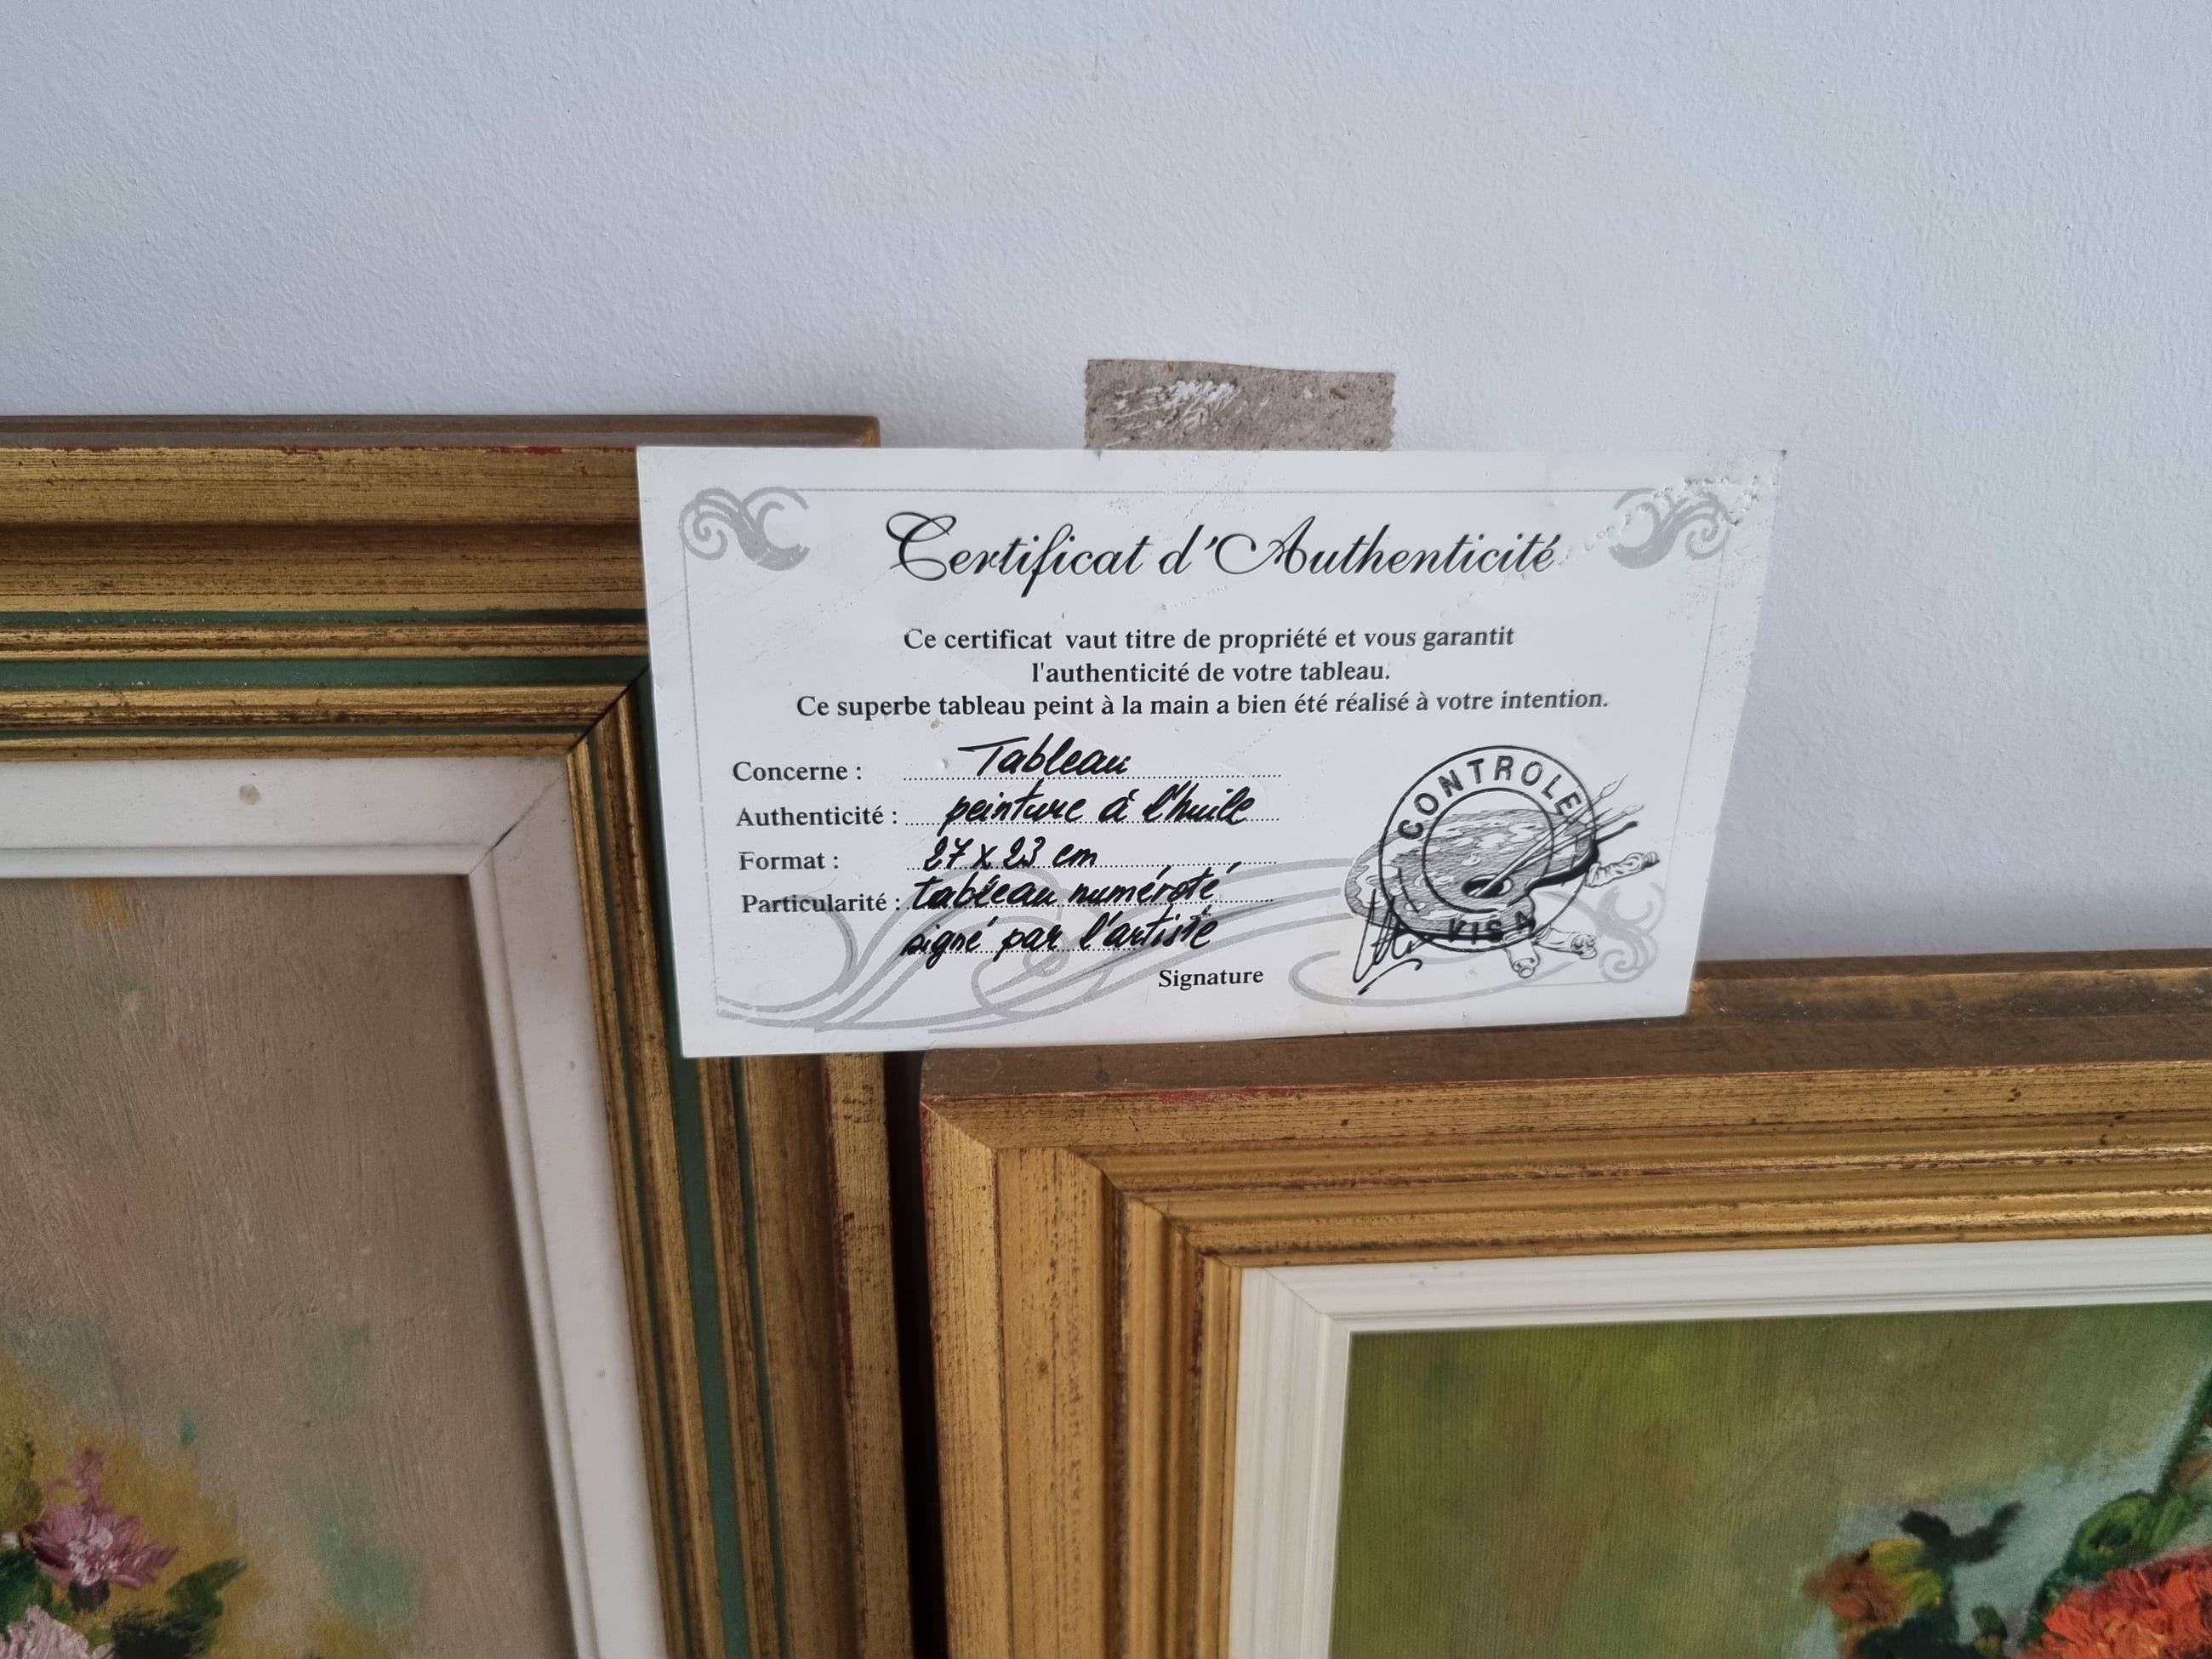 Certificat d'Authenticité
Ce certificat vaut titre de propriété et vous garantit
l'authenticité de votre tableau.
Ce superbe tableau peint à la main a bien été réalisé à votre intention.
Concerne : Tableau
Authenticité : peinture à l'huile
Format : 27 x 23 cm
Particularité : tableau numéroté
signé par l'artiste
Signature
CONTROLE
VISA